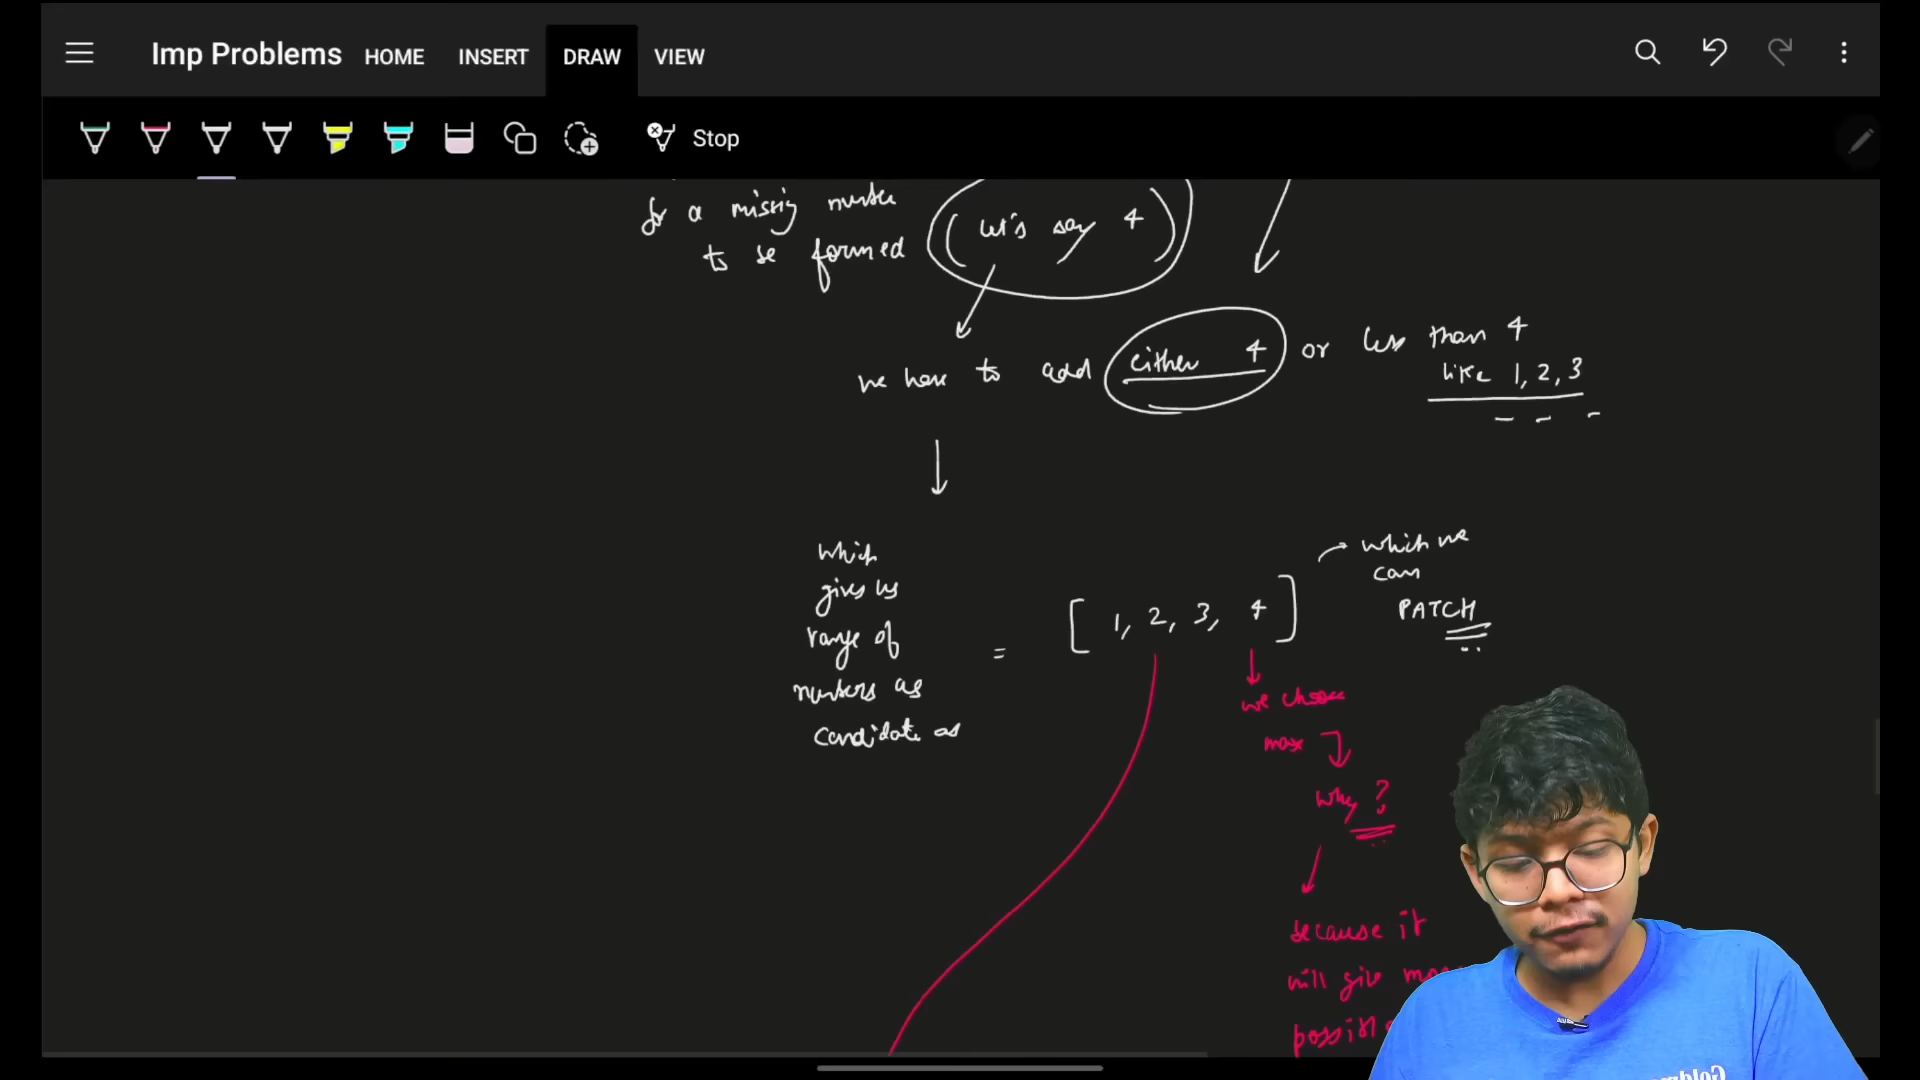 Imp Problems HOME INSERT DRAW VIEW
Stop
for a missing number
to be formed (let's say 4)
we have to add either 4 or less than 4
like 1, 2, 3
which
gives us
range of
numbers as
candidate as
= [ 1, 2, 3, 4 ]
which we
can
PATCH
we choose
max
why ?
because it
will give